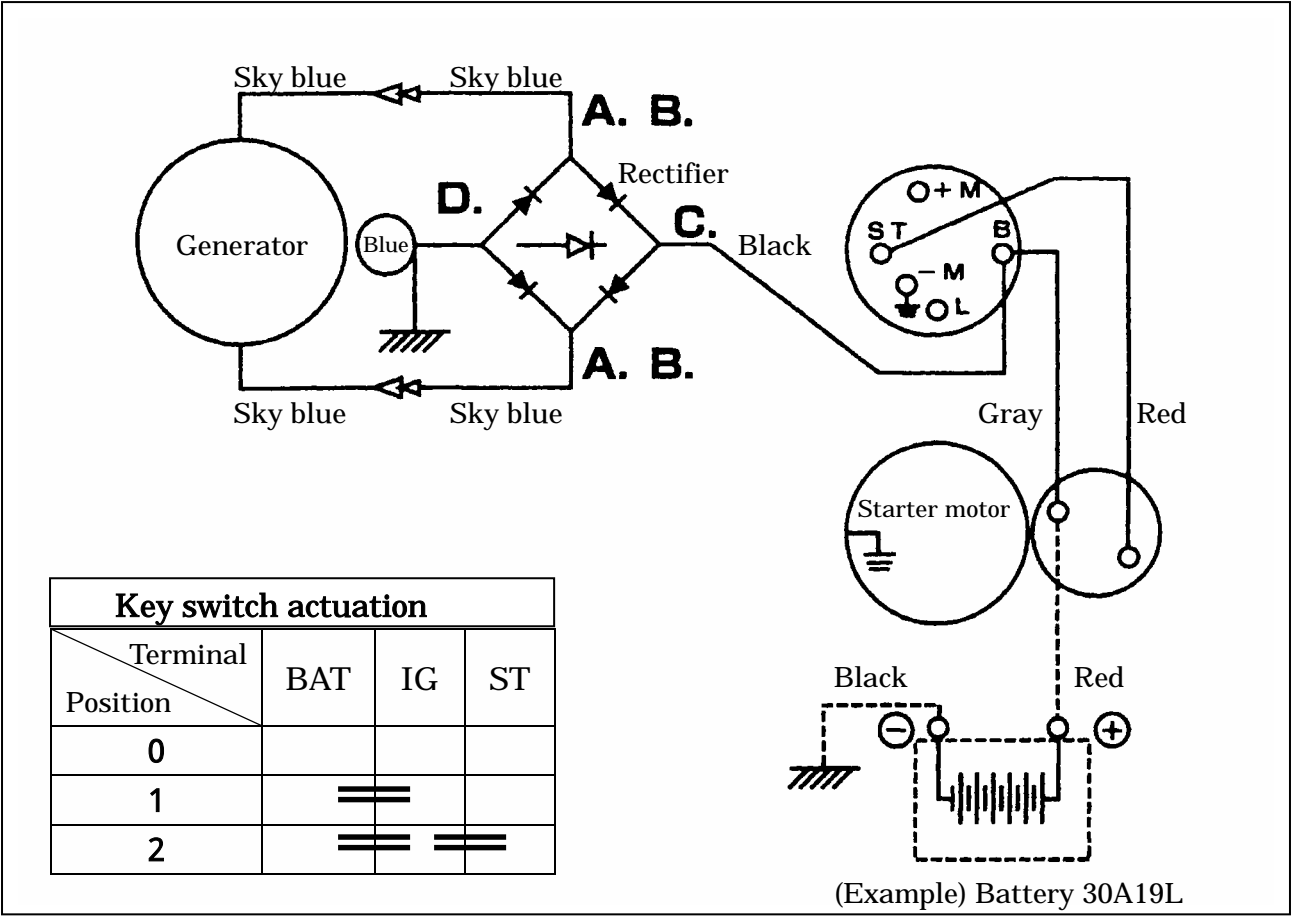 Sky blue
Sky blue
A. B.
Rectifier
D.
C.
Generator
Blue
Black
A. B.
Sky blue
Sky blue
+ M
S T
B
- M
L
Gray
Red
Starter motor
Key switch actuation
Terminal
Position
BAT IG ST
0
1
2
Black
Red
−
+
(Example) Battery 30A19L